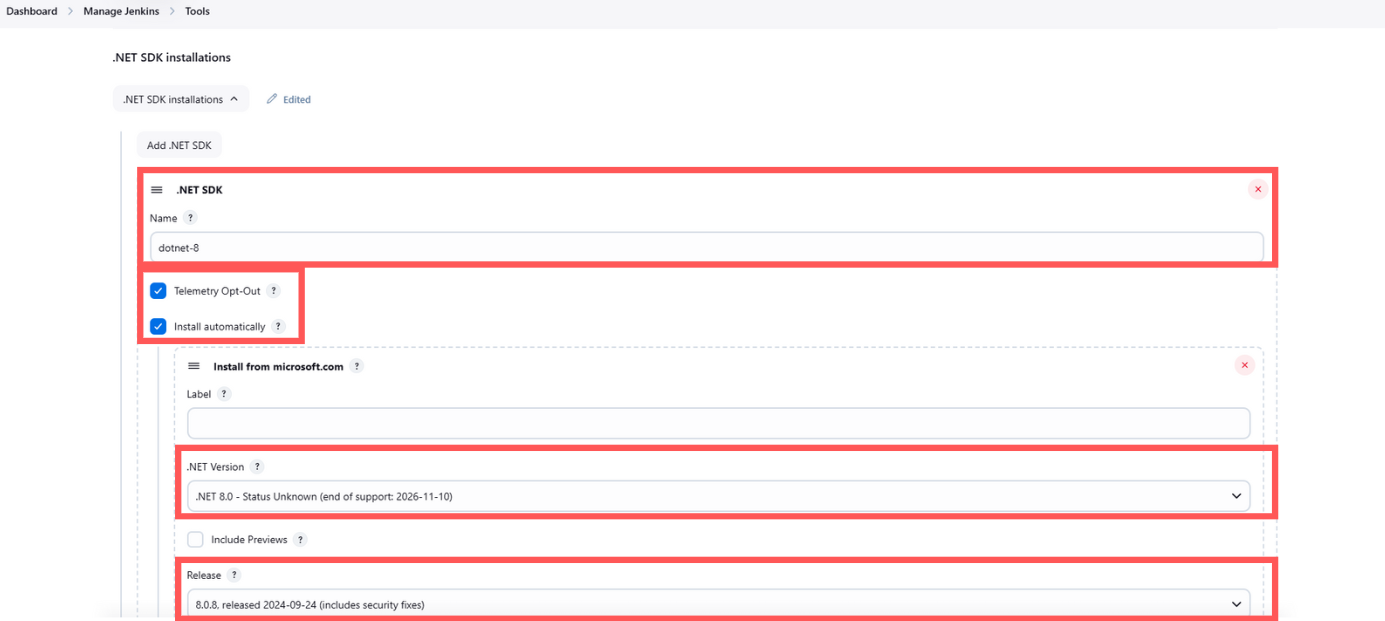 Dashboard > Manage Jenkins > Tools
.NET SDK installations
.NET SDK installations Edited
Add .NET SDK
.NET SDK
Name ?
dotnet-8
Telemetry Opt-Out ?
Install automatically ?
Install from microsoft.com ?
Label ?
.NET Version ?
.NET 8.0 - Status Unknown (end of support: 2026-11-10)
Include Previews ?
Release ?
8.0.8, released 2024-09-24 (includes security fixes)